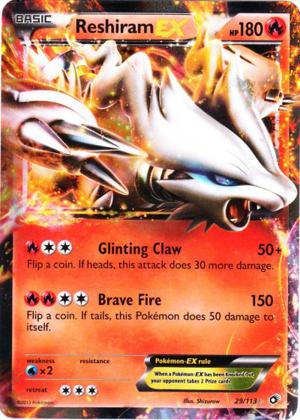 BASIC
Reshiram EX HP180
Glinting Claw 50+
Flip a coin. If heads, this attack does 30 more damage.
Brave Fire 150
Flip a coin. If tails, this Pokémon does 50 damage to
itself.
weakness resistance
×2
Pokémon-EX rule
When a Pokémon-EX has been Knocked Out,
your opponent takes 2 Prize cards.
retreat
©2013 Pokémon
Illus. Shizurow
29/113